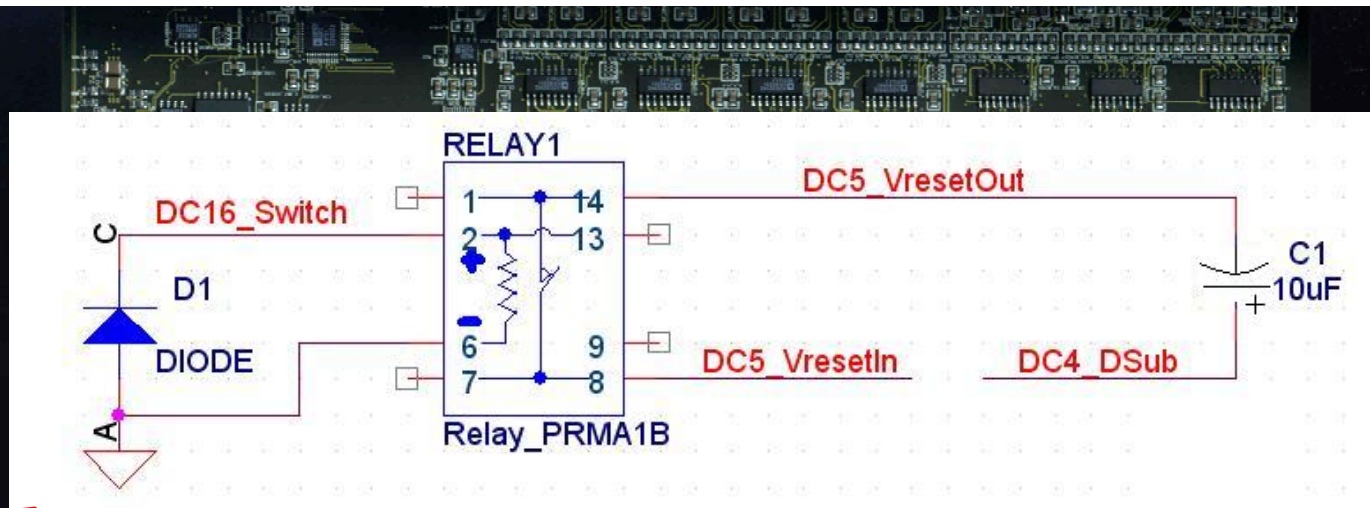 RELAY1
DC5_VresetOut
1 14
DC16_Switch
C
2 13
C1
10uF
+
D1
DIODE
6 9
DC5_VresetIn
DC4_DSub
7 8
A
Relay_PRMA1B